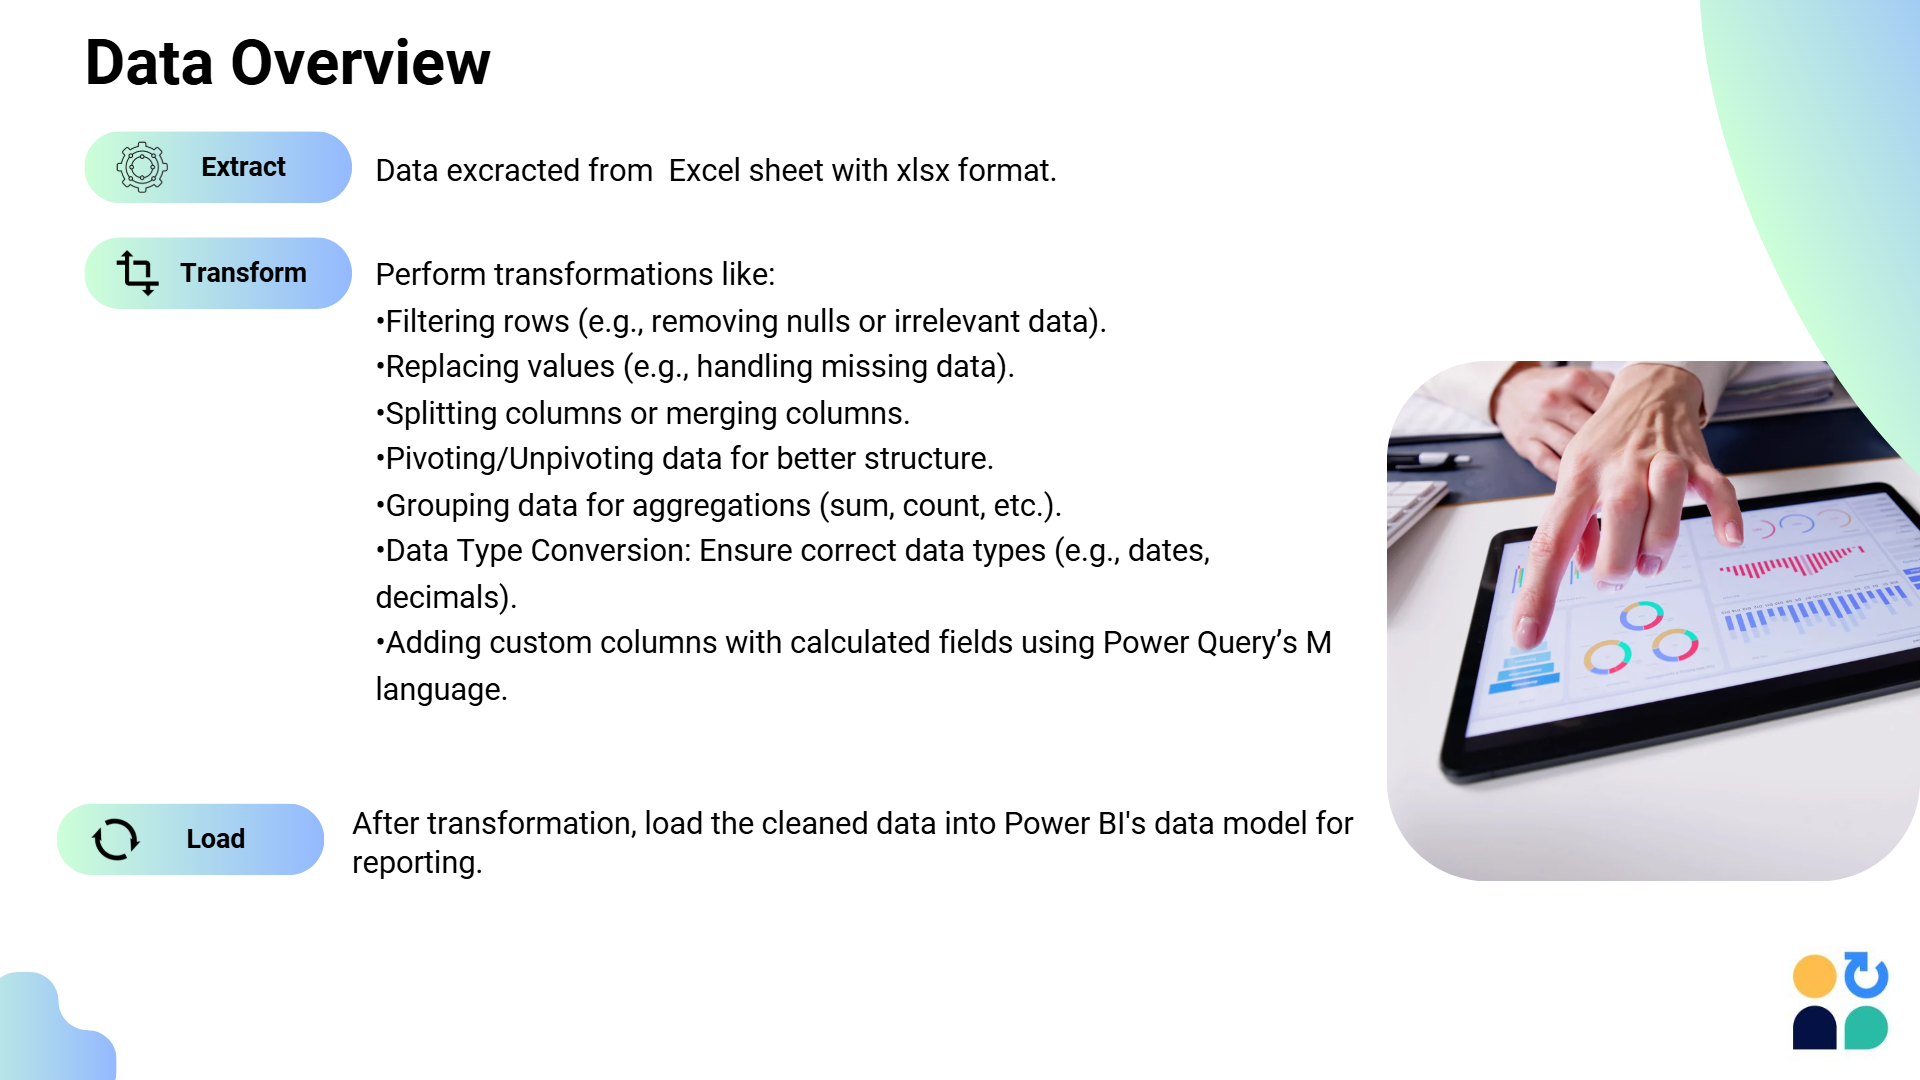 Data Overview
Extract
Data excracted from  Excel sheet with xlsx format.
Transform
Perform transformations like:
•Filtering rows (e.g., removing nulls or irrelevant data).
•Replacing values (e.g., handling missing data).
•Splitting columns or merging columns.
•Pivoting/Unpivoting data for better structure.
•Grouping data for aggregations (sum, count, etc.).
•Data Type Conversion: Ensure correct data types (e.g., dates,
decimals).
•Adding custom columns with calculated fields using Power Query’s M
language.
Load
After transformation, load the cleaned data into Power BI's data model for
reporting.